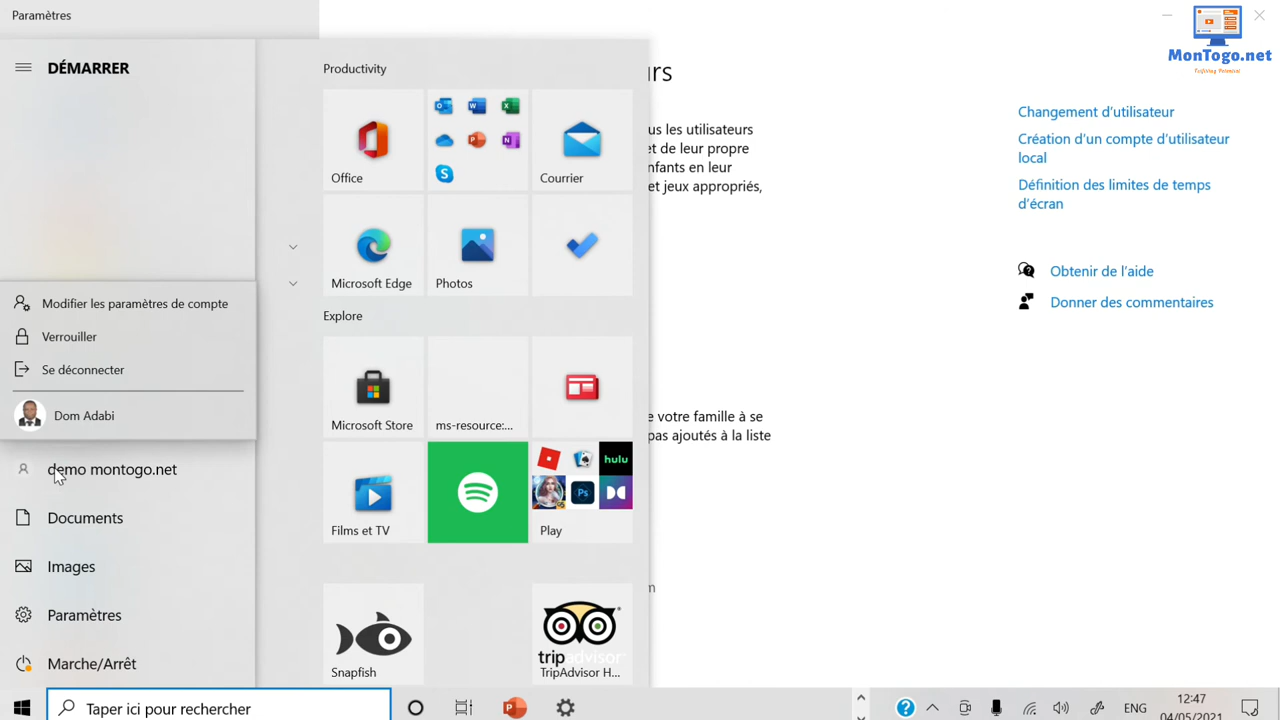 Paramètres
MonTogo.net
DÉMARRER
Productivity
Office
Courrier
Microsoft Edge
Photos
Explore
Microsoft Store
ms-resource:...
Films et TV
hulu
Ps
Play
Snapfish
tripadvisor
TripAdvisor H...
Modifier les paramètres de compte
Verrouiller
Se déconnecter
Dom Adabi
demo montogo.net
Documents
Images
Paramètres
Marche/Arrêt
rs
us les utilisateurs
et de leur propre
nfants en leur
et jeux appropriés,
e votre famille à se
pas ajoutés à la liste
m
Changement d’utilisateur
Création d’un compte d’utilisateur
local
Définition des limites de temps
d’écran
Obtenir de l’aide
Donner des commentaires
Taper ici pour rechercher
ENG
12:47
04/05/2021